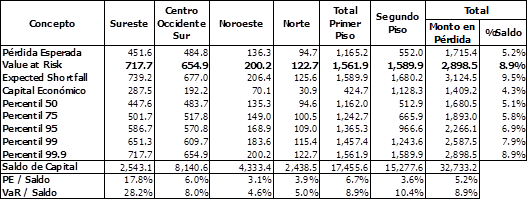 Concepto Sureste Centro Occidente Sur Noroeste Norte Total Primer Piso Segundo Piso Total
Monto en Pérdida %Saldo
Pérdida Esperada 451.6 484.8 136.3 94.7 1,165.2 552.0 1,715.4 5.2%
Value at Risk 717.7 654.9 200.2 122.7 1,561.9 1,589.9 2,898.5 8.9%
Expected Shortfall 739.2 677.0 206.4 125.6 1,589.9 1,680.2 3,124.5 9.5%
Capital Económico 287.5 192.2 70.1 30.9 424.7 1,128.3 1,409.2 4.3%
Percentil 50 447.6 483.7 135.3 94.6 1,162.0 512.9 1,680.5 5.1%
Percentil 75 501.7 517.8 149.0 100.5 1,242.7 665.9 1,893.0 5.8%
Percentil 95 586.7 570.8 168.9 109.0 1,365.3 966.6 2,266.1 6.9%
Percentil 99 651.3 609.7 183.6 115.4 1,457.4 1,243.6 2,587.5 7.9%
Percentil 99.9 717.7 654.9 200.2 122.7 1,561.9 1,589.9 2,898.5 8.9%
Saldo de Capital 2,543.1 8,140.6 4,333.4 2,438.5 17,455.6 15,277.6 32,733.2
PE / Saldo 17.8% 6.0% 3.1% 3.9% 6.7% 3.6% 5.2%
VaR / Saldo 28.2% 8.0% 4.6% 5.0% 8.9% 10.4% 8.9%